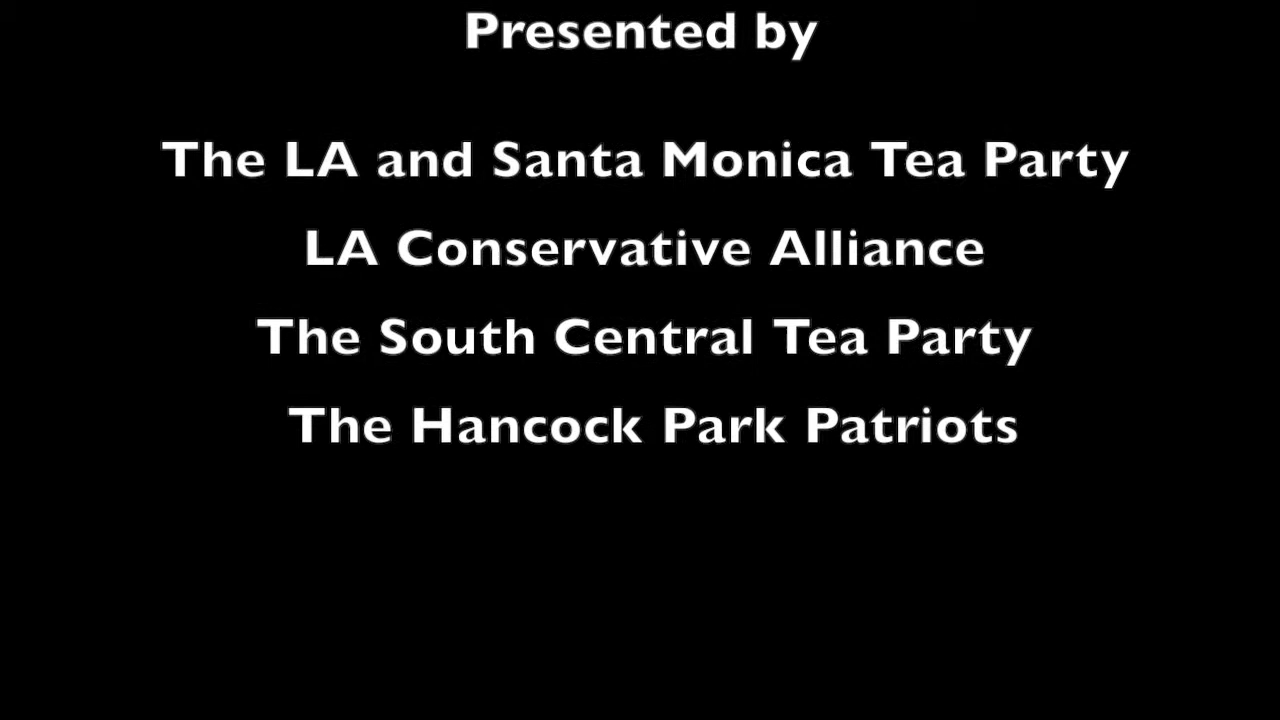 Presented by
The LA and Santa Monica Tea Party
LA Conservative Alliance
The South Central Tea Party
The Hancock Park Patriots